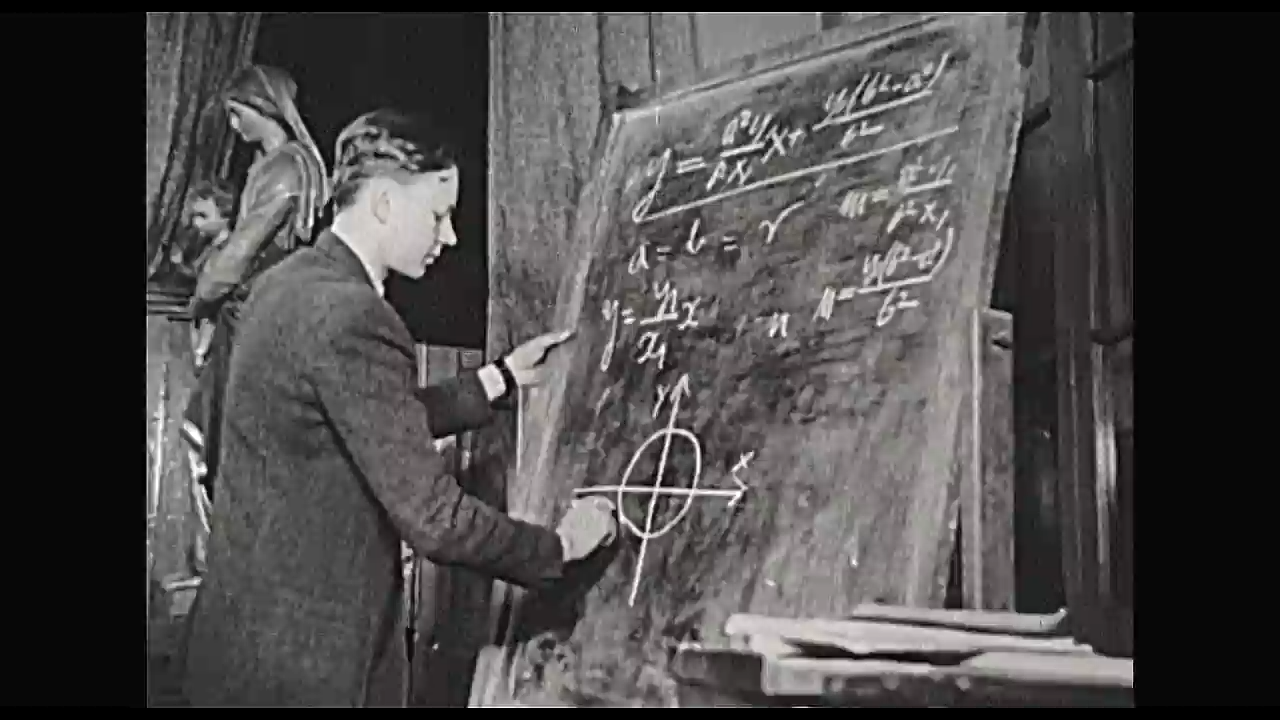 y = a²y₁/b²x₁ x + y₁(b²-a²)/b²
a = b = r
m = a²y₁/b²x₁
y = y₁/x₁ x + n
n = y₁(b²-a²)/b²
Y
X